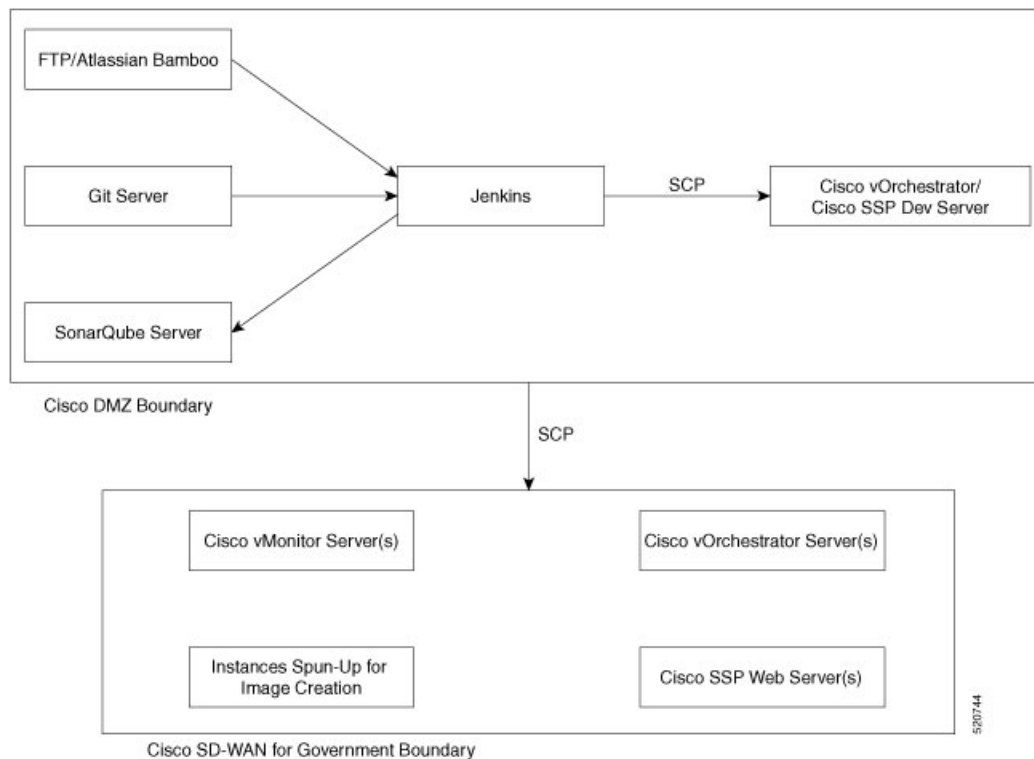 FTP/Atlassian Bamboo
Git Server
Jenkins
SCP
Cisco vOrchestrator/
Cisco SSP Dev Server
SonarQube Server
Cisco DMZ Boundary
SCP
Cisco vMonitor Server(s)
Cisco vOrchestrator Server(s)
Instances Spun-Up for
Image Creation
Cisco SSP Web Server(s)
520744
Cisco SD-WAN for Government Boundary